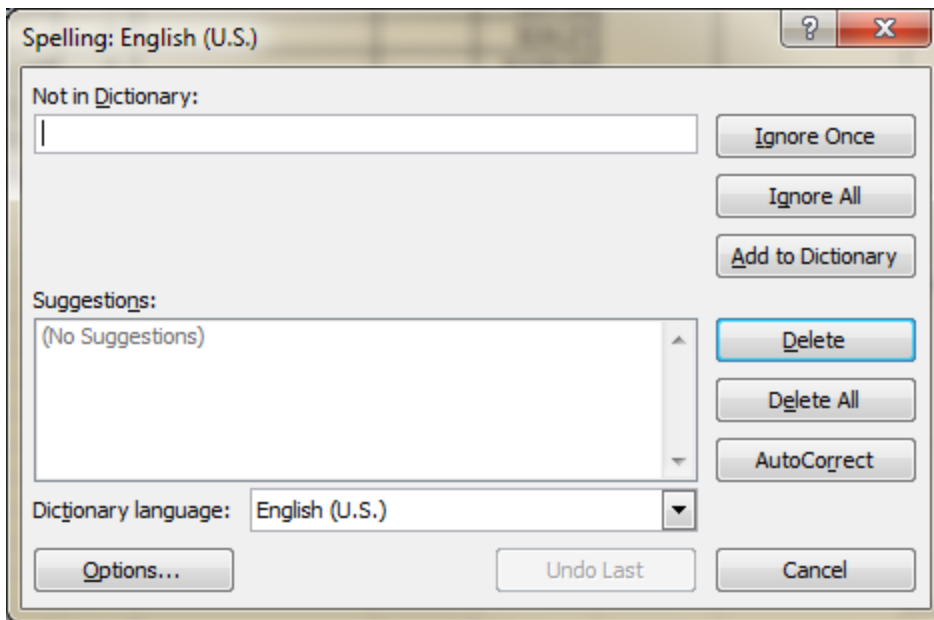 Spelling: English (U.S.)
?
Not in Dictionary:
Ignore Once
Ignore All
Add to Dictionary
Suggestions:
(No Suggestions)
Delete
Delete All
AutoCorrect
Dictionary language: English (U.S.)
Options... Undo Last Cancel